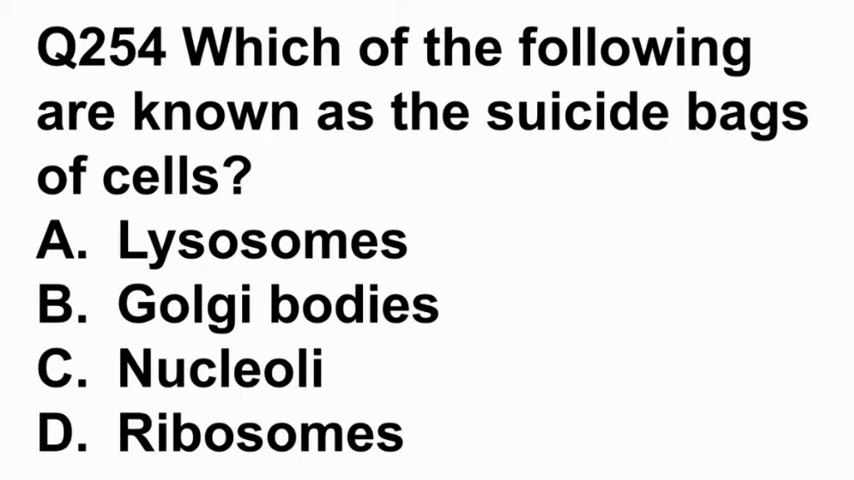 Q254 Which of the following
are known as the suicide bags
of cells?
A. Lysosomes
B. Golgi bodies
C. Nucleoli
D. Ribosomes